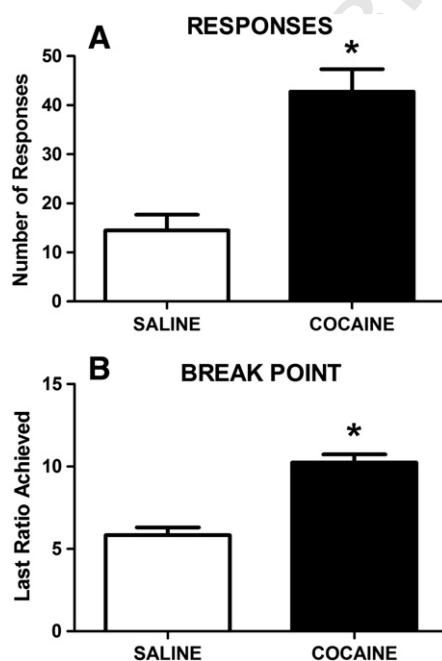 A
RESPONSES
*
Number of Responses
50
40
30
20
10
0
SALINE COCAINE
B
BREAK POINT
*
Last Ratio Achieved
15
10
5
0
SALINE COCAINE